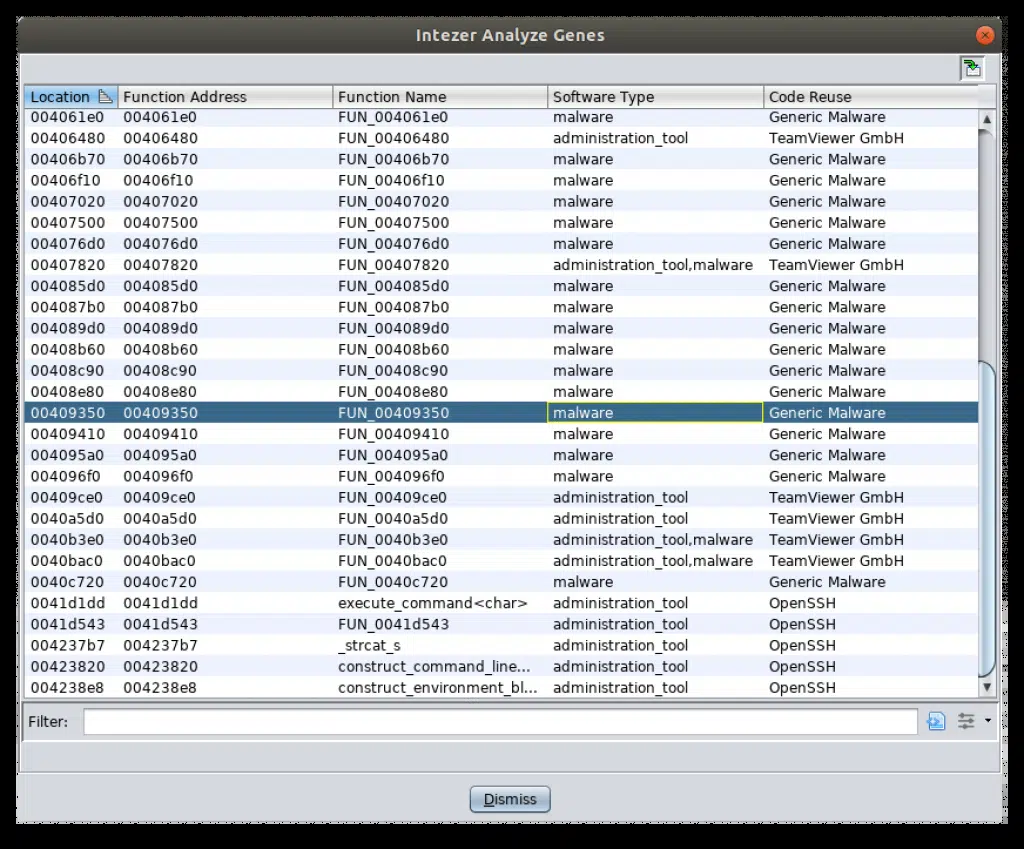 Intezer Analyze Genes
Location Function Address Function Name Software Type Code Reuse
004061e0 004061e0 FUN_004061e0 malware Generic Malware
00406480 00406480 FUN_00406480 administration_tool TeamViewer GmbH
00406b70 00406b70 FUN_00406b70 malware Generic Malware
00406f10 00406f10 FUN_00406f10 malware Generic Malware
00407020 00407020 FUN_00407020 malware Generic Malware
00407500 00407500 FUN_00407500 malware Generic Malware
004076d0 004076d0 FUN_004076d0 malware Generic Malware
00407820 00407820 FUN_00407820 administration_tool,malware TeamViewer GmbH
004085d0 004085d0 FUN_004085d0 malware Generic Malware
004087b0 004087b0 FUN_004087b0 malware Generic Malware
004089d0 004089d0 FUN_004089d0 malware Generic Malware
00408b60 00408b60 FUN_00408b60 malware Generic Malware
00408c90 00408c90 FUN_00408c90 malware Generic Malware
00408e80 00408e80 FUN_00408e80 malware Generic Malware
00409350 00409350 FUN_00409350 malware Generic Malware
00409410 00409410 FUN_00409410 malware Generic Malware
004095a0 004095a0 FUN_004095a0 malware Generic Malware
004096f0 004096f0 FUN_004096f0 malware Generic Malware
00409ce0 00409ce0 FUN_00409ce0 administration_tool TeamViewer GmbH
0040a5d0 0040a5d0 FUN_0040a5d0 administration_tool TeamViewer GmbH
0040b3e0 0040b3e0 FUN_0040b3e0 administration_tool,malware TeamViewer GmbH
0040bac0 0040bac0 FUN_0040bac0 administration_tool,malware TeamViewer GmbH
0040c720 0040c720 FUN_0040c720 malware Generic Malware
0041d1dd 0041d1dd execute_command<char> administration_tool OpenSSH
0041d543 0041d543 FUN_0041d543 administration_tool OpenSSH
004237b7 004237b7 _strcat_s administration_tool OpenSSH
00423820 00423820 construct_command_line... administration_tool OpenSSH
004238e8 004238e8 construct_environment_bl... administration_tool OpenSSH
Filter:
Dismiss